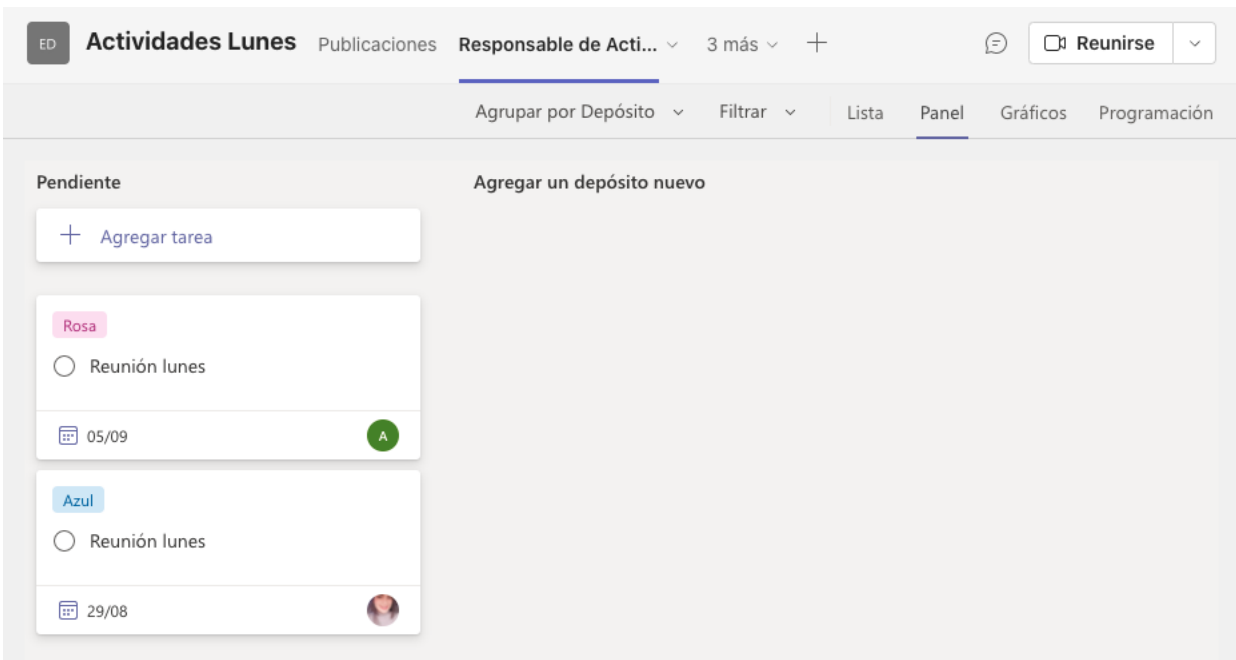 ED Actividades Lunes Publicaciones Responsable de Acti... 3 más Reunirse
Agrupar por Depósito Filtrar Lista Panel Gráficos Programación
Pendiente
Agregar un depósito nuevo
Agregar tarea
Rosa
Reunión lunes
05/09 A
Azul
Reunión lunes
29/08